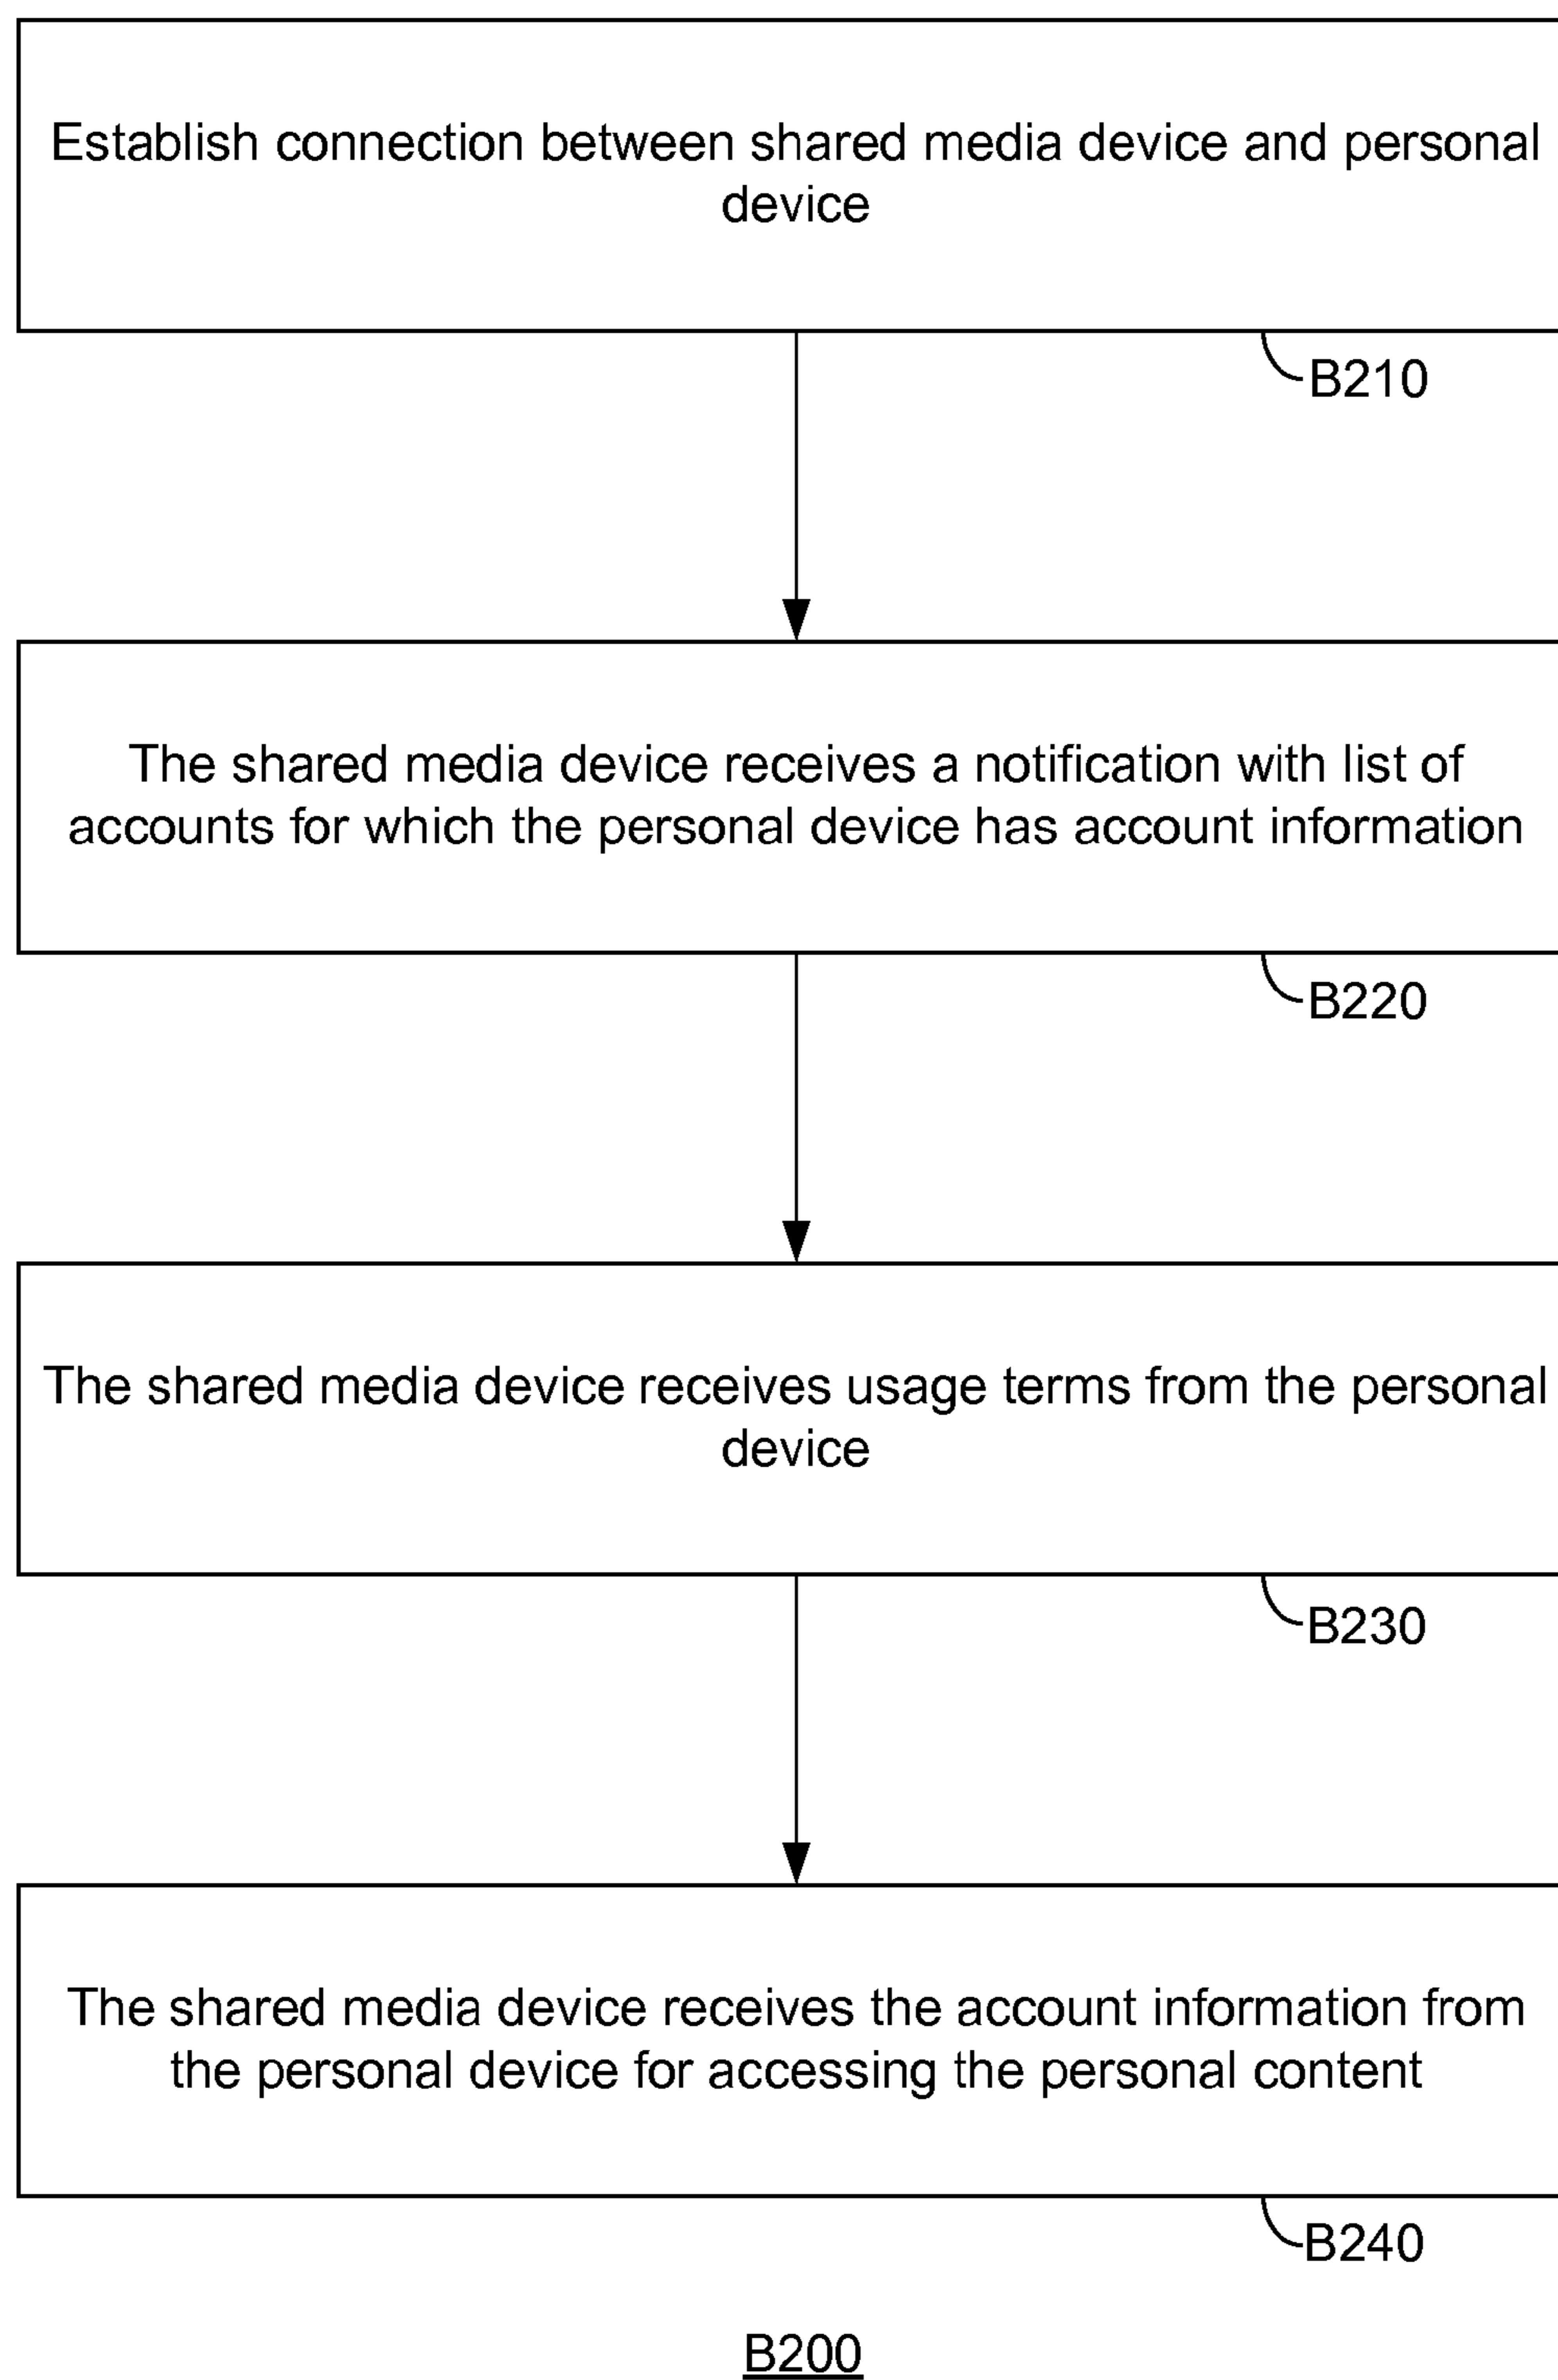 Establish connection between shared media device and personal
device
B210
The shared media device receives a notification with list of
accounts for which the personal device has account information
B220
The shared media device receives usage terms from the personal
device
B230
The shared media device receives the account information from
the personal device for accessing the personal content
B240
B200